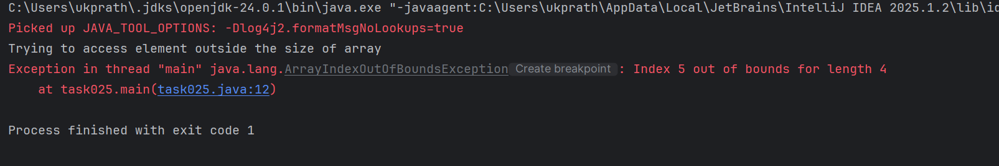 C:\Users\ukprath\.jdks\openjdk-24.0.1\bin\java.exe "-javaagent:C:\Users\ukprath\AppData\Local\JetBrains\IntelliJ IDEA 2025.1.2\lib\id
Picked up JAVA_TOOL_OPTIONS: -Dlog4j2.formatMsgNoLookups=true
Trying to access element outside the size of array
Exception in thread "main" java.lang.ArrayIndexOutOfBoundsException Create breakpoint : Index 5 out of bounds for length 4
at task025.main(task025.java:12)
Process finished with exit code 1